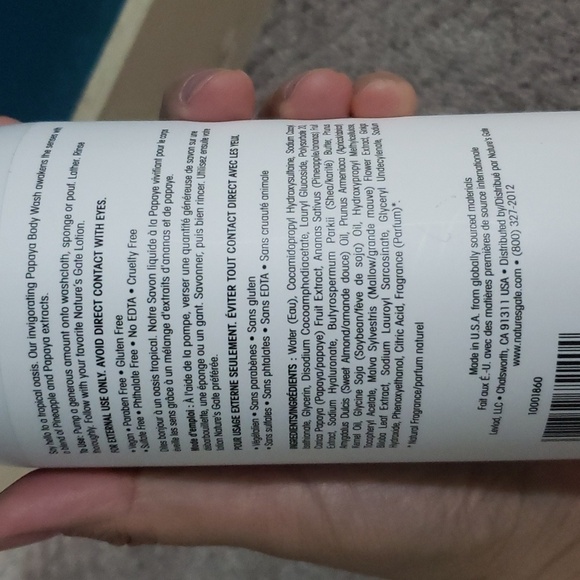 Say hello to a tropical oasis. Our invigorating Papaya Body Wash awakens the senses
blend of Pineapple and Papaya extracts.
To Use: Pump a generous amount onto washcloth, sponge or pouf. Lather. Rinse
thoroughly. Follow with your favorite Nature's Gate Lotion.
FOR EXTERNAL USE ONLY. AVOID DIRECT CONTACT WITH EYES.
• Vegan • Paraben Free • Gluten Free
• Sulfate Free • Phthalate Free • No EDTA • Cruelty Free
Dites bonjour à un oasis tropical. Notre Savon liquide à la Papaye vivifiant pour le corps
éveille les sens grâce à un mélange d'extraits d'ananas et de papaye.
Mode d'emploi : À l'aide de la pompe, verser une quantité généreuse de savon sur une
débarbouillette, une éponge ou un gant. Savonner, puis bien rincer. Utilisez ensuite votre
lotion Nature's Gate préférée.
POUR USAGE EXTERNE SEULEMENT. ÉVITER TOUT CONTACT DIRECT AVEC LES YEUX.
• Végétalien • Sans parabènes • Sans gluten
• Sans sulfates • Sans phtalates • Sans EDTA • Sans cruauté animale
INGREDIENTS/INGRÉDIENTS : Water (Eau), Cocamidopropyl Hydroxysultaine, Sodium
Isethionate, Glycerin, Disodium Cocoamphodiacetate, Lauryl Glucoside, Polysorbate
Carica Papaya (Papaya/papaye) Fruit Extract, Ananas Sativus (Pineapple/ananas)
Extract, Sodium Hyaluronate, Butyrospermum Parkii (Shea/karité) Butter, Prunus
Amygdalus Dulcis (Sweet Almond/amande douce) Oil, Prunus Armeniaca (Apricot/abricot)
Kernel Oil, Glycine Soja (Soybean/fève de soja) Oil, Hydroxypropyl Methylcellulose,
Tocopheryl Acetate, Malva Sylvestris (Mallow/grande mauve) Flower Extract, Ginkgo
Biloba Leaf Extract, Sodium Lauroyl Sarcosinate, Glyceryl Undecylenate, Sodium
Hydroxide, Phenoxyethanol, Citric Acid, Fragrance (Parfum)*.
* Natural Fragrance/parfum naturel
Made in U.S.A. from globally sourced materials
Fait aux É.-U. avec des matières premières de source internationale
Levlad, LLC • Chatsworth, CA 91311 USA • Distributed by/Distribué par Nature's Gate
www.naturesgate.com • (800) 327-2012
10001860